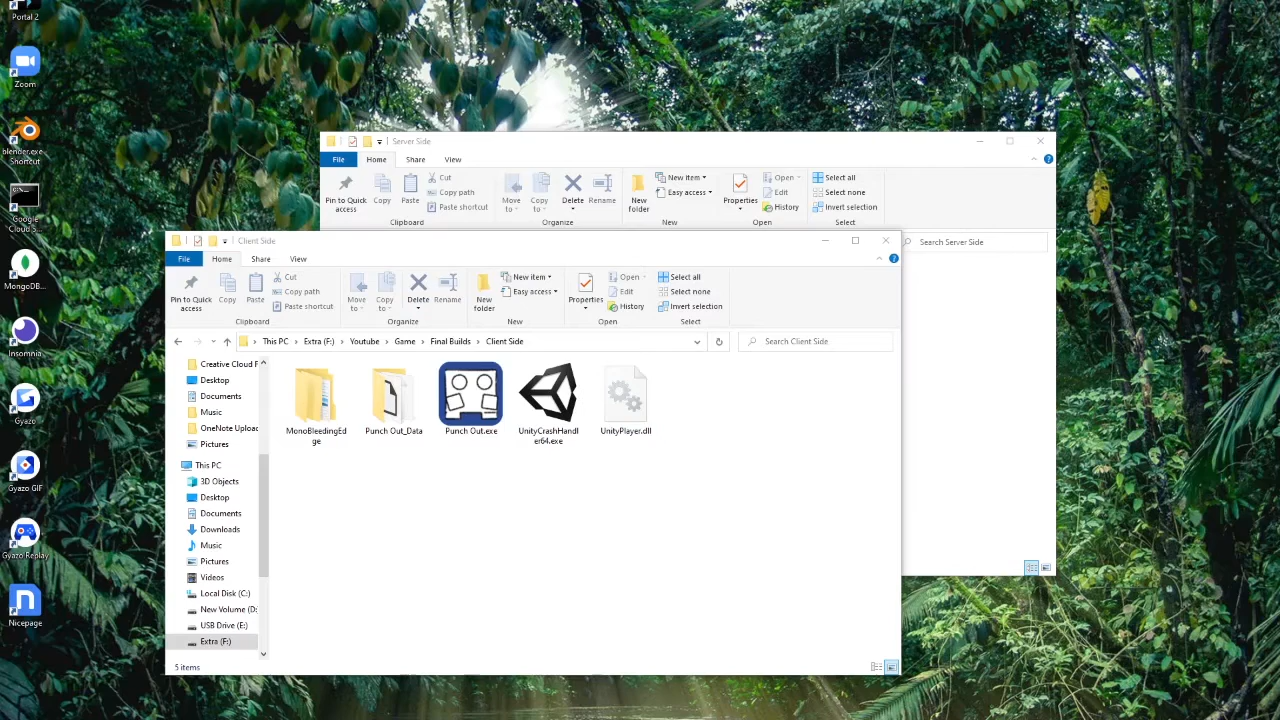 Portal 2
Zoom
blender.exe -
Shortcut
Google
Cloud S...
MongoDB...
Insomnia
Gyazo
Gyazo GIF
Gyazo Replay
Nicepage
Server Side
File Home Share View
Pin to Quick
access
Copy
Paste
Cut
Copy path
Paste shortcut
Move
to
Copy
to
Delete
Rename
New
folder
New item
Easy access
Properties
Open
Edit
History
Select all
Select none
Invert selection
Clipboard Organize New Open Select
Search Server Side
Client Side
File Home Share View
Pin to Quick
access
Copy
Paste
Cut
Copy path
Paste shortcut
Move
to
Copy
to
Delete
Rename
New
folder
New item
Easy access
Properties
Open
Edit
History
Select all
Select none
Invert selection
Clipboard Organize New Open Select
This PC > Extra (F:) > Youtube > Game > Final Builds > Client Side
Search Client Side
Creative Cloud F
Desktop
Documents
Music
OneNote Uploac
Pictures
This PC
3D Objects
Desktop
Documents
Downloads
Music
Pictures
Videos
Local Disk (C:)
New Volume (D:
USB Drive (E:)
Extra (F:)
MonoBleedingEd
ge
Punch Out_Data
Punch Out.exe
UnityCrashHandl
er64.exe
UnityPlayer.dll
5 items